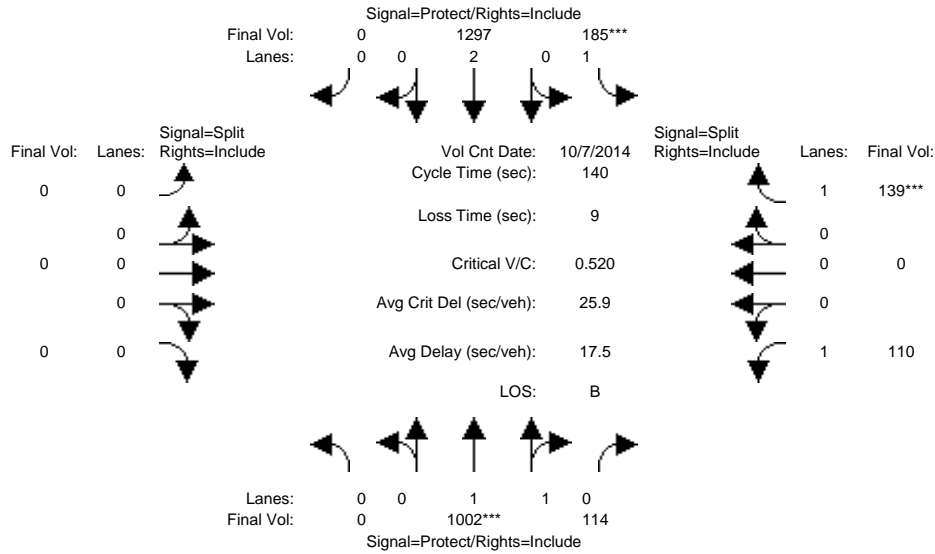 Signal=Protect/Rights=Include
Final Vol: 0 1297 185***
Lanes: 0 0 2 0 1
Signal=Split
Final Vol: Lanes: Rights=Include
Vol Cnt Date: 10/7/2014
Signal=Split
Rights=Include Lanes: Final Vol:
Cycle Time (sec): 140
0 0
1 139***
Loss Time (sec): 9
0
0
0 0
Critical V/C: 0.520
0 0
0
Avg Crit Del (sec/veh): 25.9
0
0 0
Avg Delay (sec/veh): 17.5
1 110
LOS: B
Lanes: 0 0 1 1 0
Final Vol: 0 1002*** 114
Signal=Protect/Rights=Include